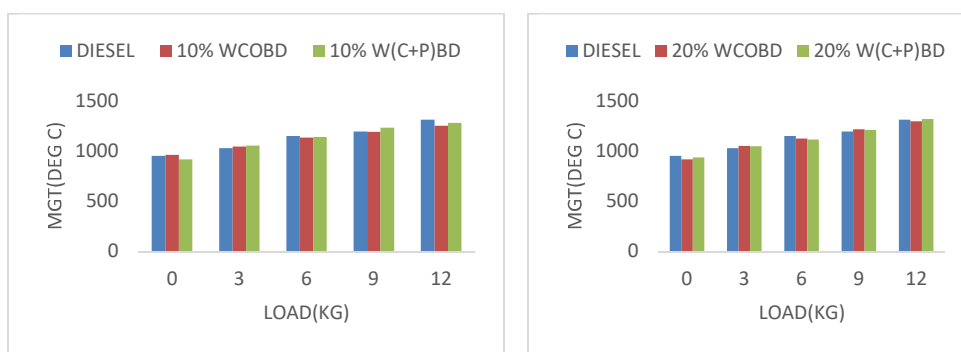 DIESEL 10% WCOBD 10% W(C+P)BD
MGT(DEG C)
1500
1000
500
0
0 3 6 9 12
LOAD(KG)
DIESEL 20% WCOBD 20% W(C+P)BD
MGT(DEG C)
1500
1000
500
0
0 3 6 9 12
LOAD(KG)